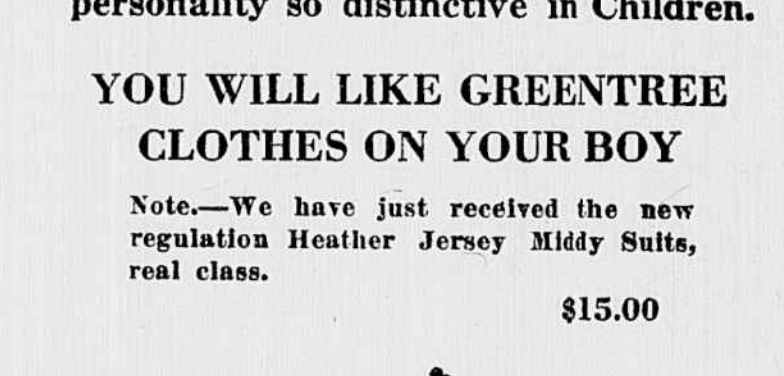 personality so distinctive in Children.
YOU WILL LIKE GREENTREE
CLOTHES ON YOUR BOY
Note.—We have just received the new
regulation Heather Jersey Middy Suits,
real class.
$15.00